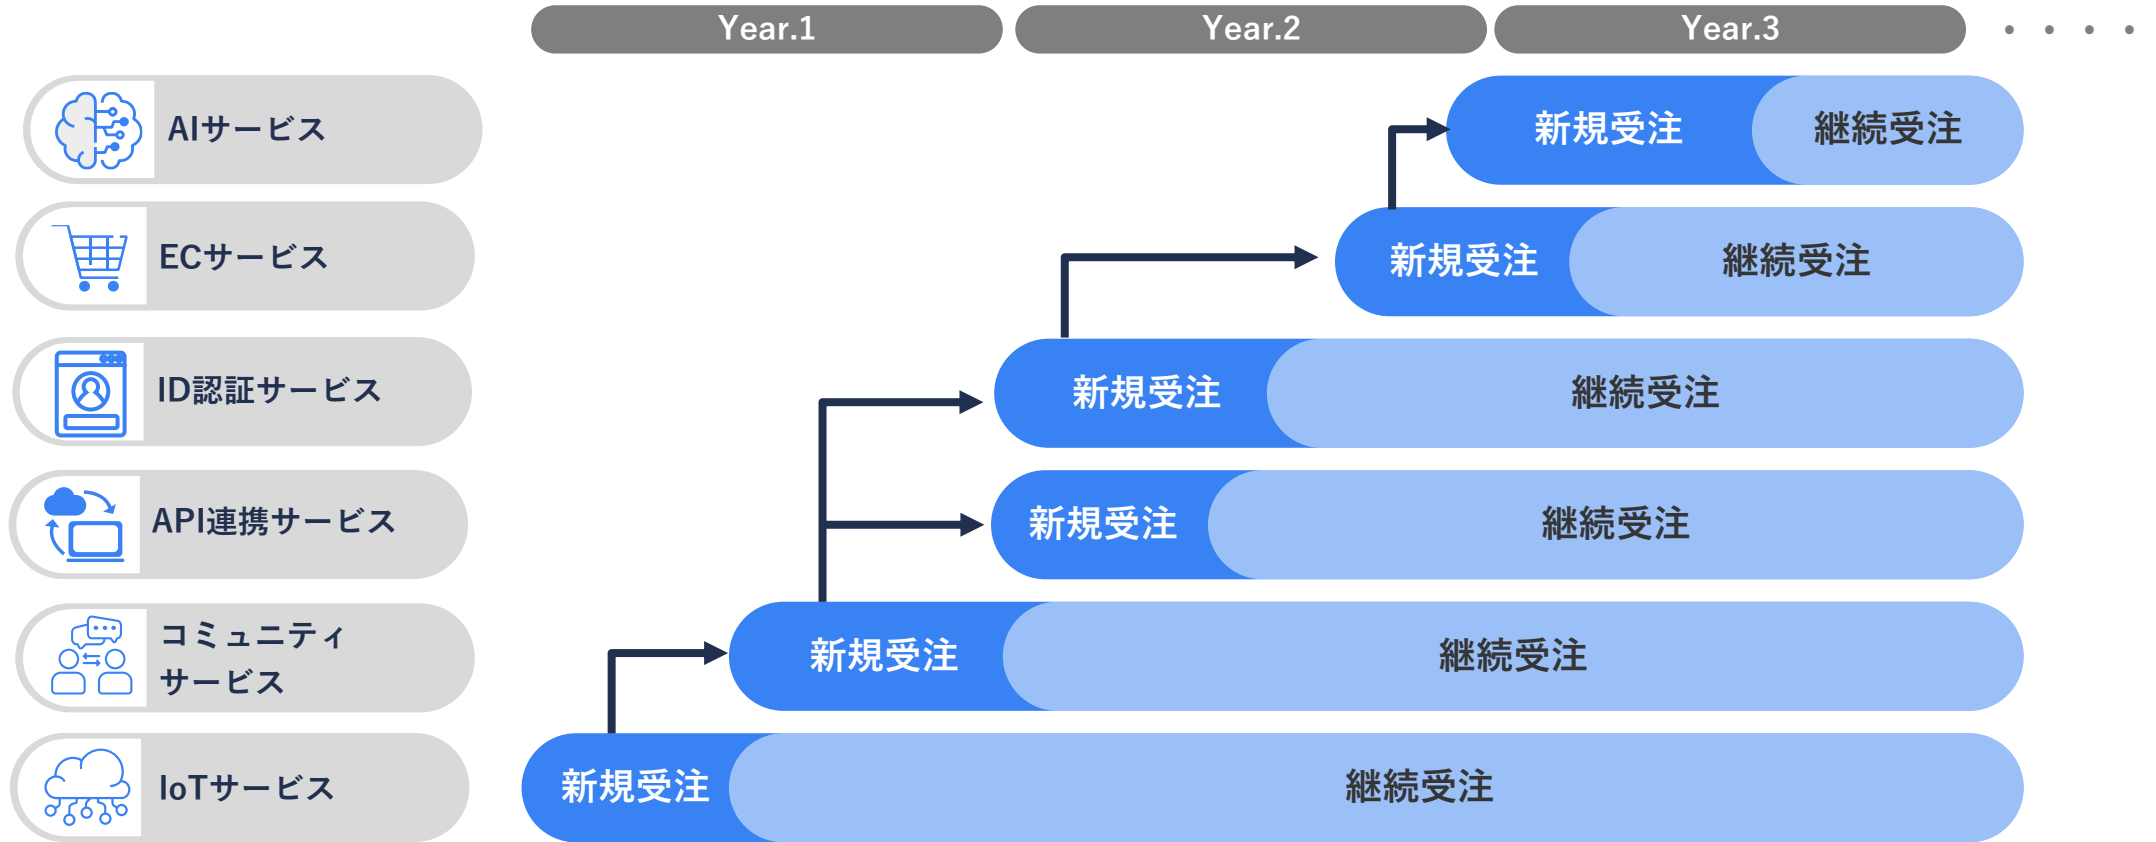 Year.1
Year.2
Year.3
・・・・
AIサービス
新規受注
継続受注
ECサービス
新規受注
継続受注
ID認証サービス
新規受注
継続受注
API連携サービス
新規受注
継続受注
コミュニティ
サービス
新規受注
継続受注
IoTサービス
新規受注
継続受注